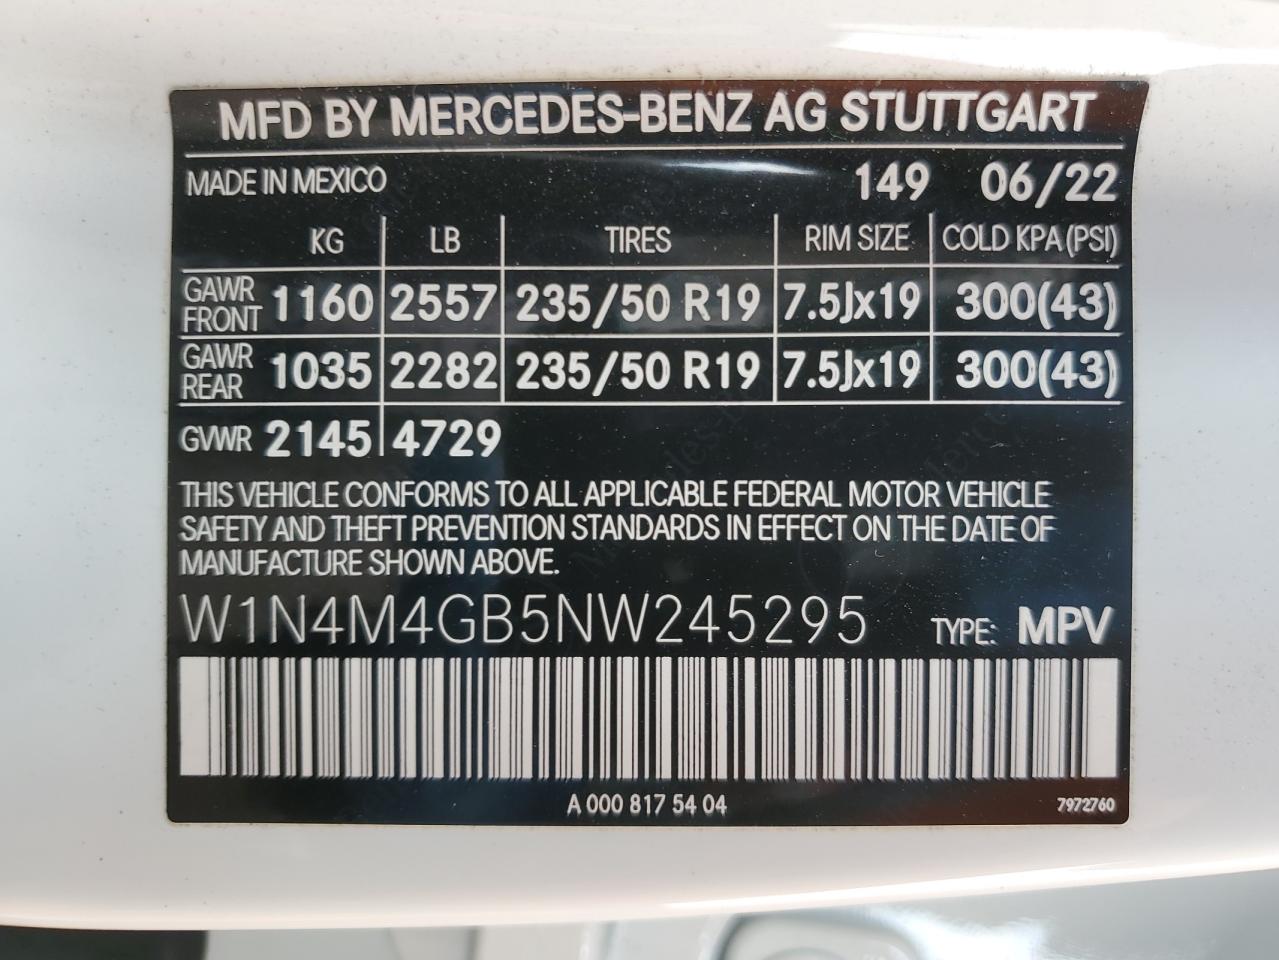 MFD BY MERCEDES-BENZ AG STUTTGART
MADE IN MEXICO 149 06/22
KG LB TIRES RIM SIZE COLD KPA (PSI)
GAWR FRONT 1160 2557 235/50 R19 7.5Jx19 300(43)
GAWR REAR 1035 2282 235/50 R19 7.5Jx19 300(43)
GVWR 2145 4729
THIS VEHICLE CONFORMS TO ALL APPLICABLE FEDERAL MOTOR VEHICLE
SAFETY AND THEFT PREVENTION STANDARDS IN EFFECT ON THE DATE OF
MANUFACTURE SHOWN ABOVE.
W1N4M4GB5NW245295 TYPE: MPV
A 000 817 54 04 7972760